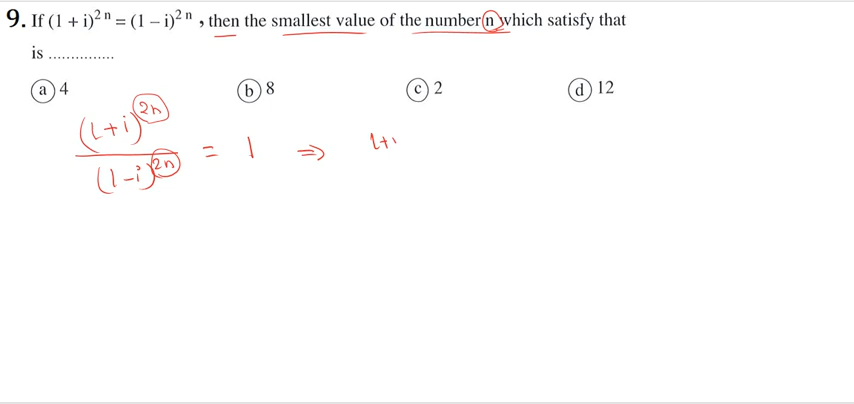 9. If (1 + i)^2n = (1 – i)^2n , then the smallest value of the number n which satisfy that
is ...............
(a) 4 (b) 8 (c) 2 (d) 12
(1+i)^2n
/ (1-i)^2n = 1 ⇒ 1+i